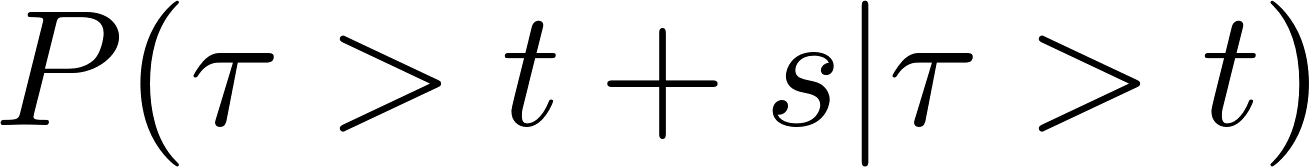 P(τ > t + s|τ > t)